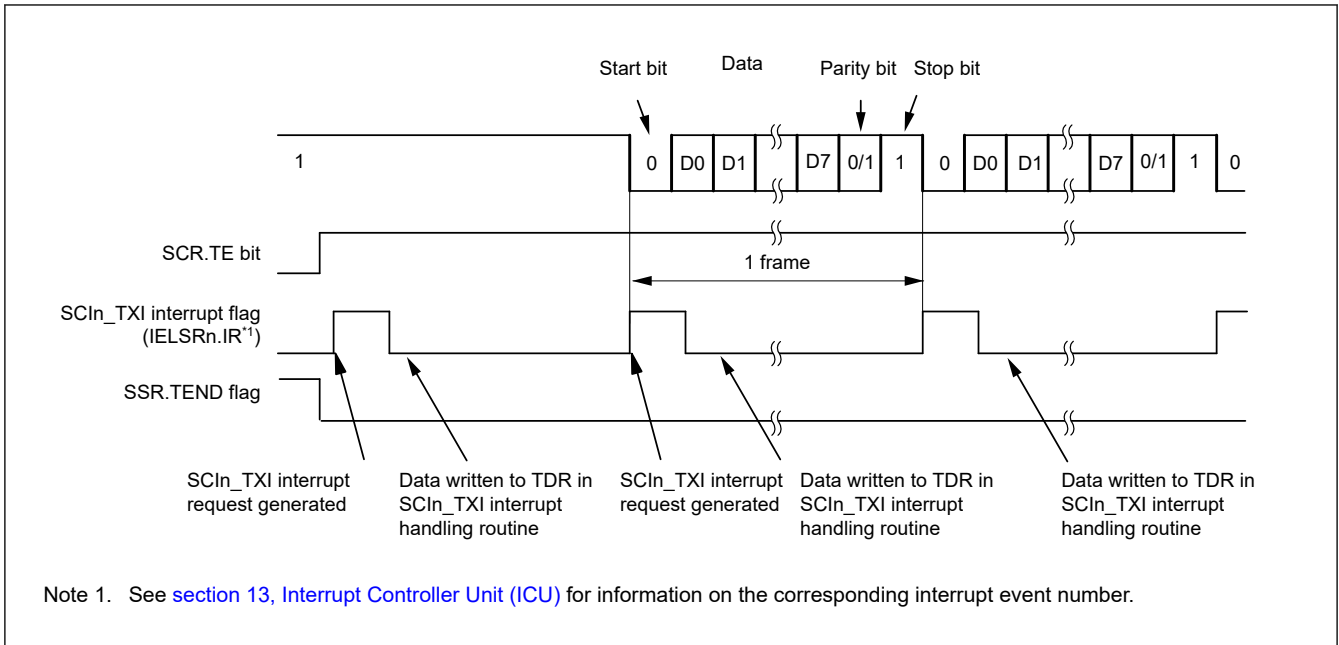 Start bit Data Parity bit Stop bit
1 0 D0 D1 D7 0/1 1 0 D0 D1 D7 0/1 1 0
SCR.TE bit
1 frame
SCIn_TXI interrupt flag
(IELSRn.IR*1)
SSR.TEND flag
SCIn_TXI interrupt
request generated
Data written to TDR in
SCIn_TXI interrupt
handling routine
SCIn_TXI interrupt
request generated
Data written to TDR in
SCIn_TXI interrupt
handling routine
Data written to TDR in
SCIn_TXI interrupt
handling routine
Note 1. See section 13, Interrupt Controller Unit (ICU) for information on the corresponding interrupt event number.